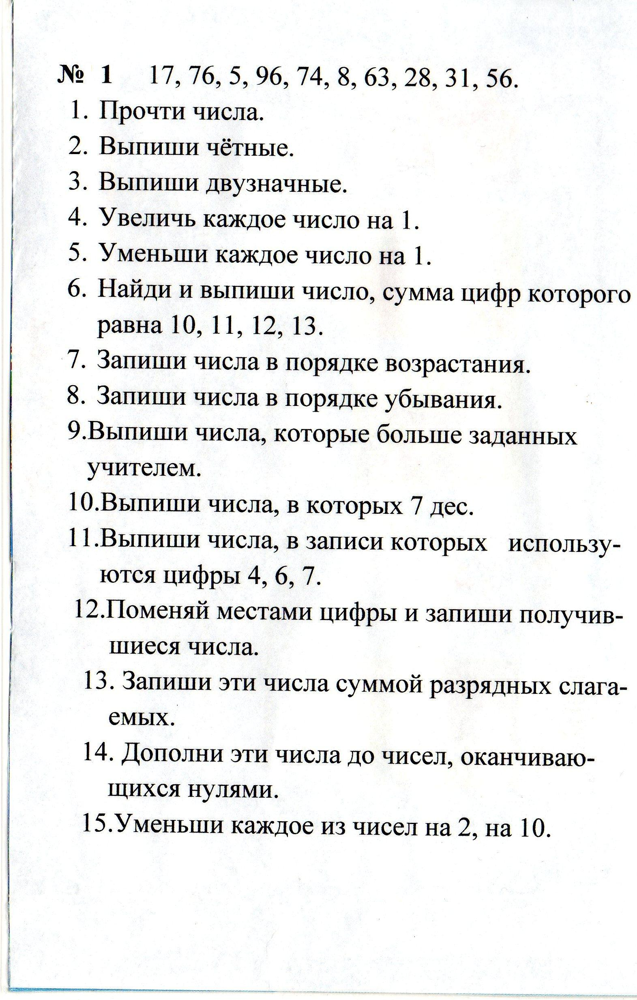 № 1 17, 76, 5, 96, 74, 8, 63, 28, 31, 56.
1. Прочти числа.
2. Выпиши чётные.
3. Выпиши двузначные.
4. Увеличь каждое число на 1.
5. Уменьши каждое число на 1.
6. Найди и выпиши число, сумма цифр которого
равна 10, 11, 12, 13.
7. Запиши числа в порядке возрастания.
8. Запиши числа в порядке убывания.
9.Выпиши числа, которые больше заданных
учителем.
10.Выпиши числа, в которых 7 дес.
11.Выпиши числа, в записи которых использу-
ются цифры 4, 6, 7.
12.Поменяй местами цифры и запиши получив-
шиеся числа.
13. Запиши эти числа суммой разрядных слага-
емых.
14. Дополни эти числа до чисел, оканчиваю-
щихся нулями.
15.Уменьши каждое из чисел на 2, на 10.